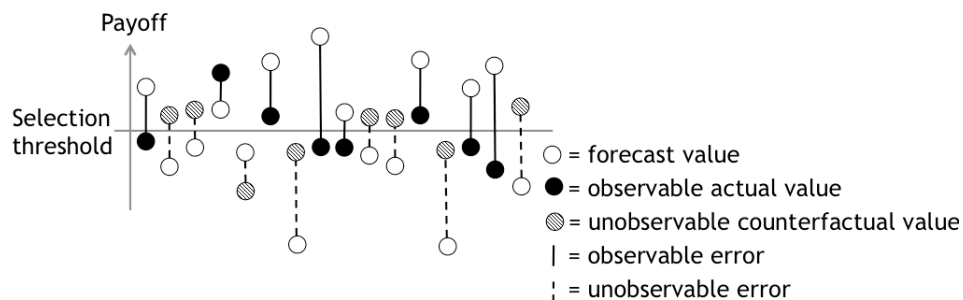 Payoff
Selection
threshold
= forecast value
= observable actual value
= unobservable counterfactual value
= observable error
= unobservable error